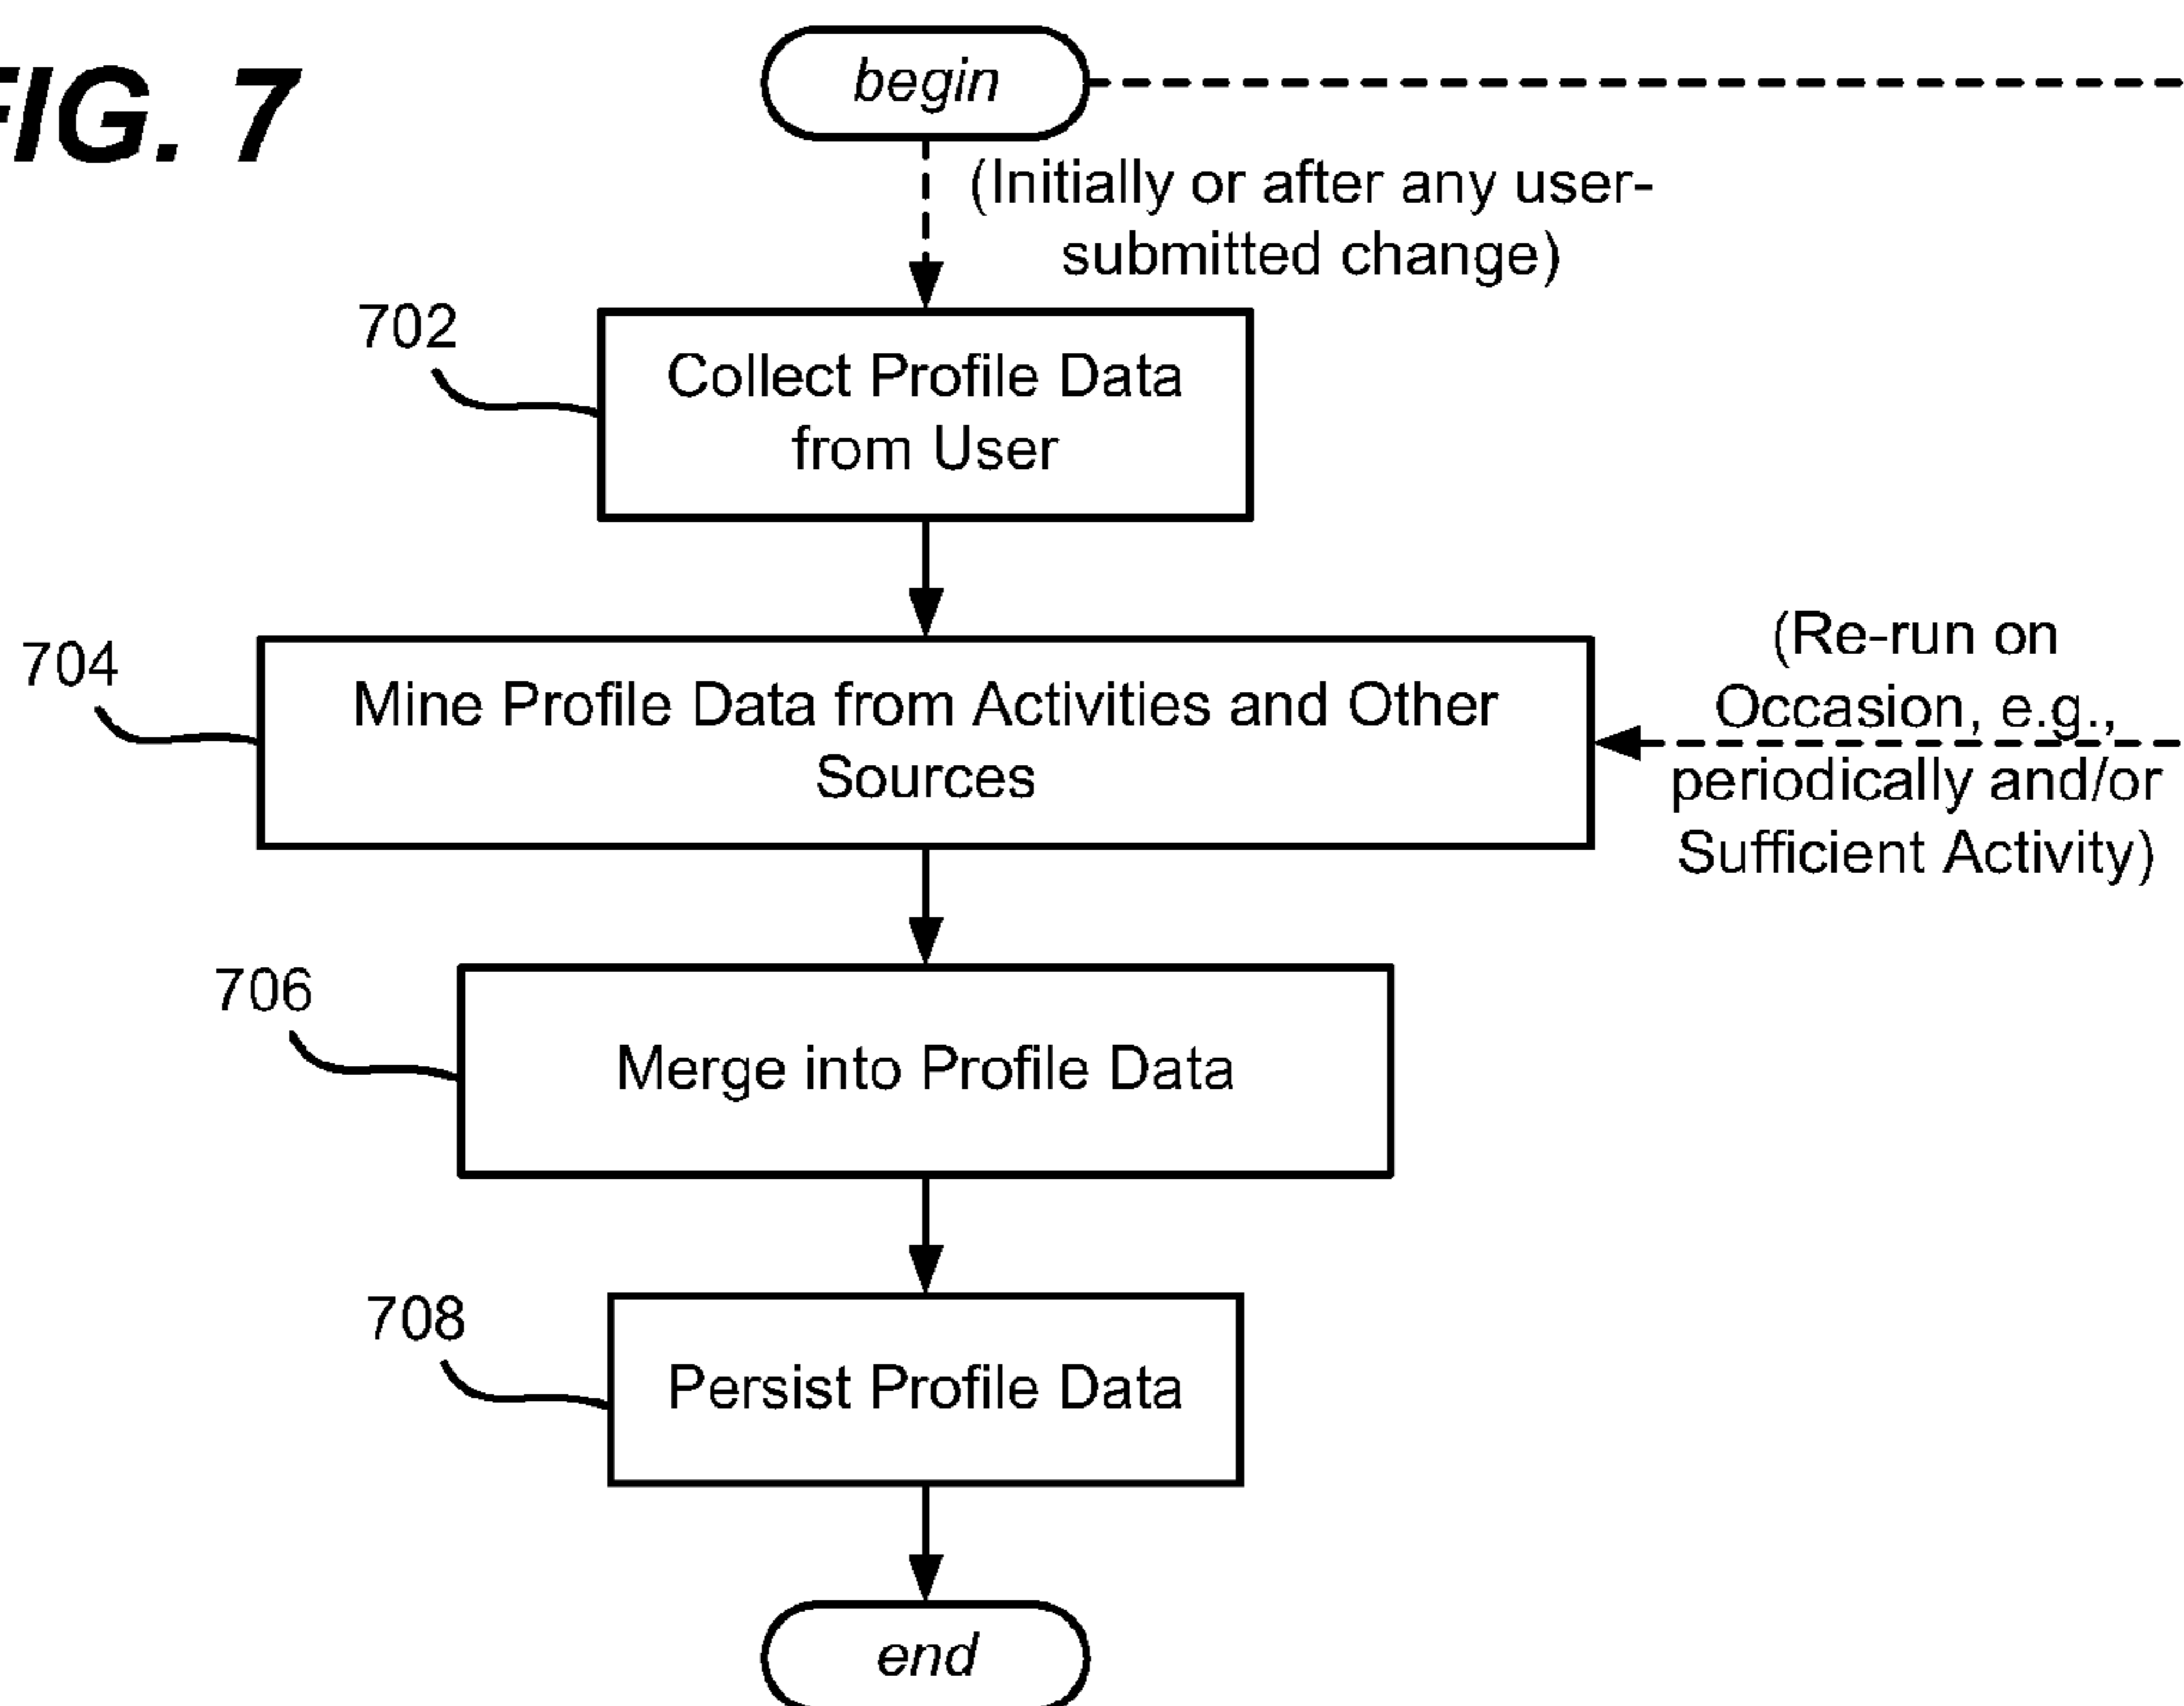 FIG. 7
begin
(Initially or after any user-
submitted change)
702
Collect Profile Data
from User
704
Mine Profile Data from Activities and Other
Sources
(Re-run on
Occasion, e.g.,
periodically and/or
Sufficient Activity)
706
Merge into Profile Data
708
Persist Profile Data
end